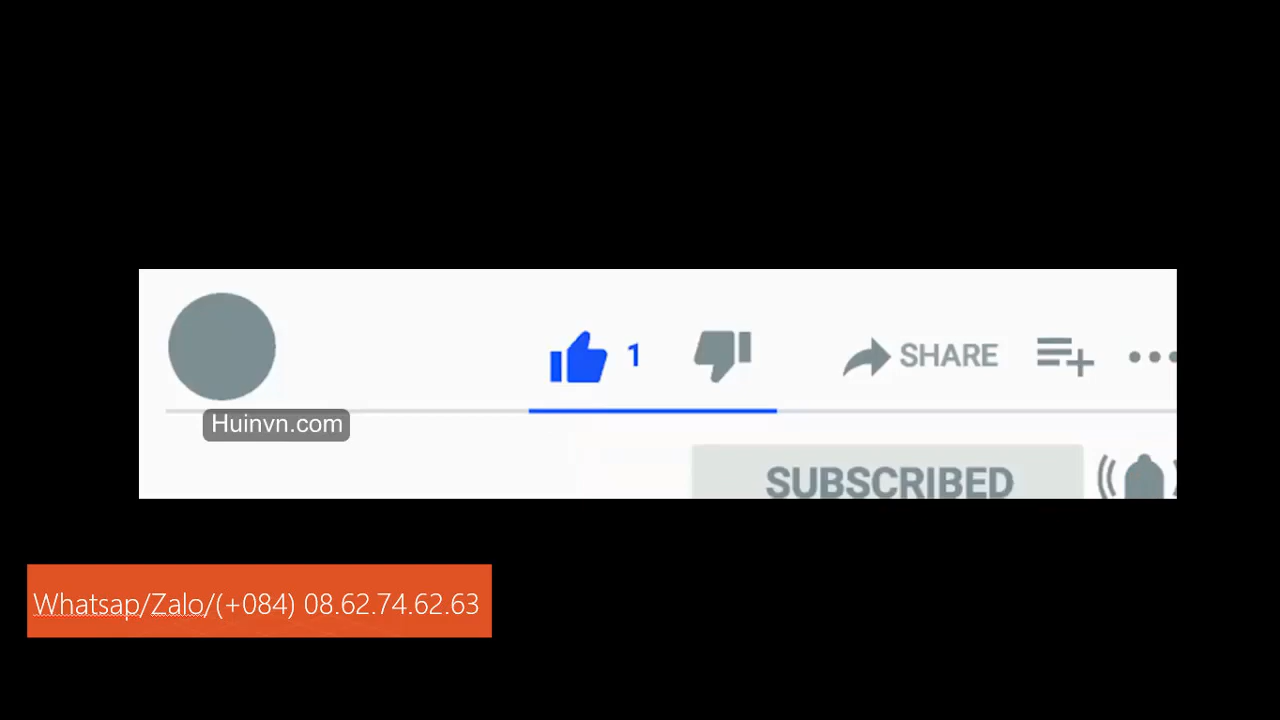 1
SHARE
Huinvn.com
SUBSCRIBED
Whatsap/Zalo/(+084) 08.62.74.62.63